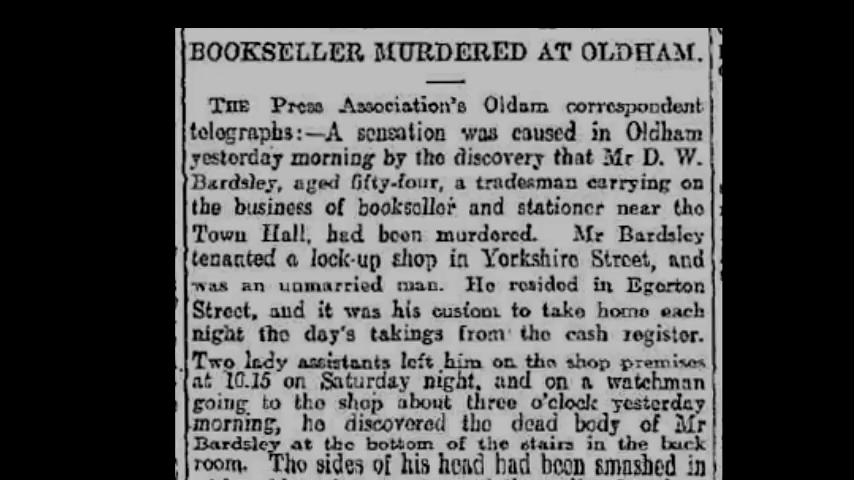 BOOKSELLER MURDERED AT OLDHAM.
THE Press Association's Oldam correspondent
telegraphs:—A sensation was caused in Oldham
yesterday morning by the discovery that Mr D. W.
Bardsley, aged fifty-four, a tradesman carrying on
the business of bookseller and stationer near the
Town Hall, had been murdered. Mr Bardsley
tenanted a lock-up shop in Yorkshire Street, and
was an unmarried man. He resided in Egerton
Street, and it was his custom to take home each
night the day's takings from the cash register.
Two lady assistants left him on the shop premises
at 10.15 on Saturday night, and on a watchman
going to the shop about three o'clock yesterday
morning, he discovered the dead body of Mr
Bardsley at the bottom of the stairs in the back
room. The sides of his head had been smashed in